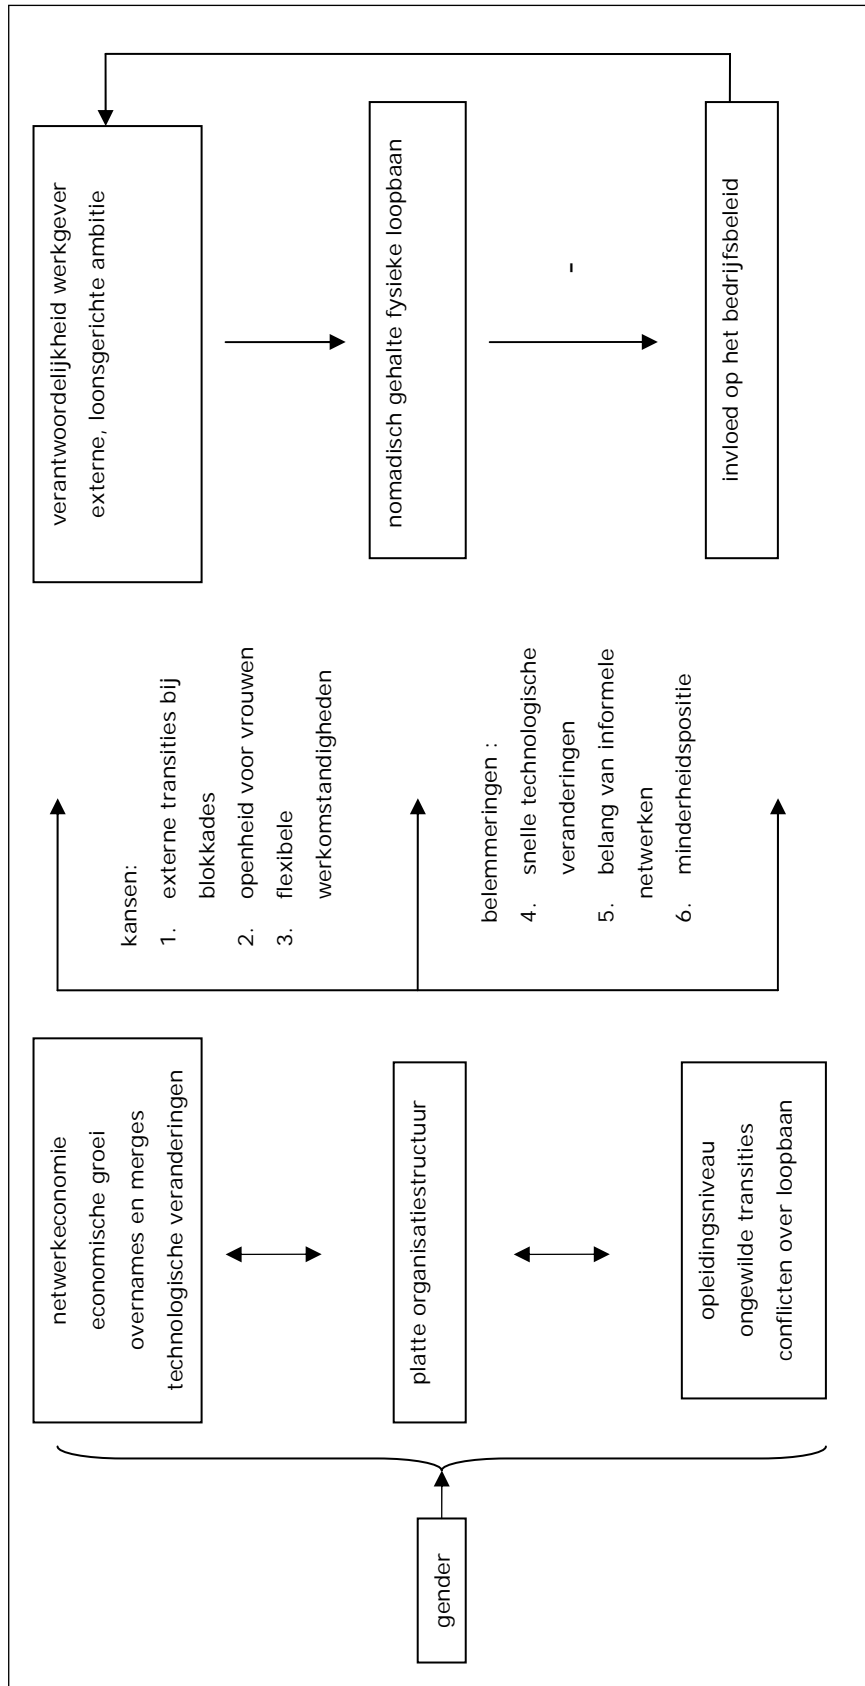 gender
netwerkeconomie
economische groei
overnames en merges
technologische veranderingen
platte organisatiestructuur
opleidingsniveau
ongewilde transities
conflicten over loopbaan
kansen:
1. externe transities bij
blokkades
2. openheid voor vrouwen
3. flexibele
werkomstandigheden
belemmeringen :
4. snelle technologische
veranderingen
5. belang van informele
netwerken
6. minderheidspositie
verantwoordelijkheid werkgever
externe, loonsgerichte ambitie
nomadisch gehalte fysieke loopbaan
-
invloed op het bedrijfsbeleid